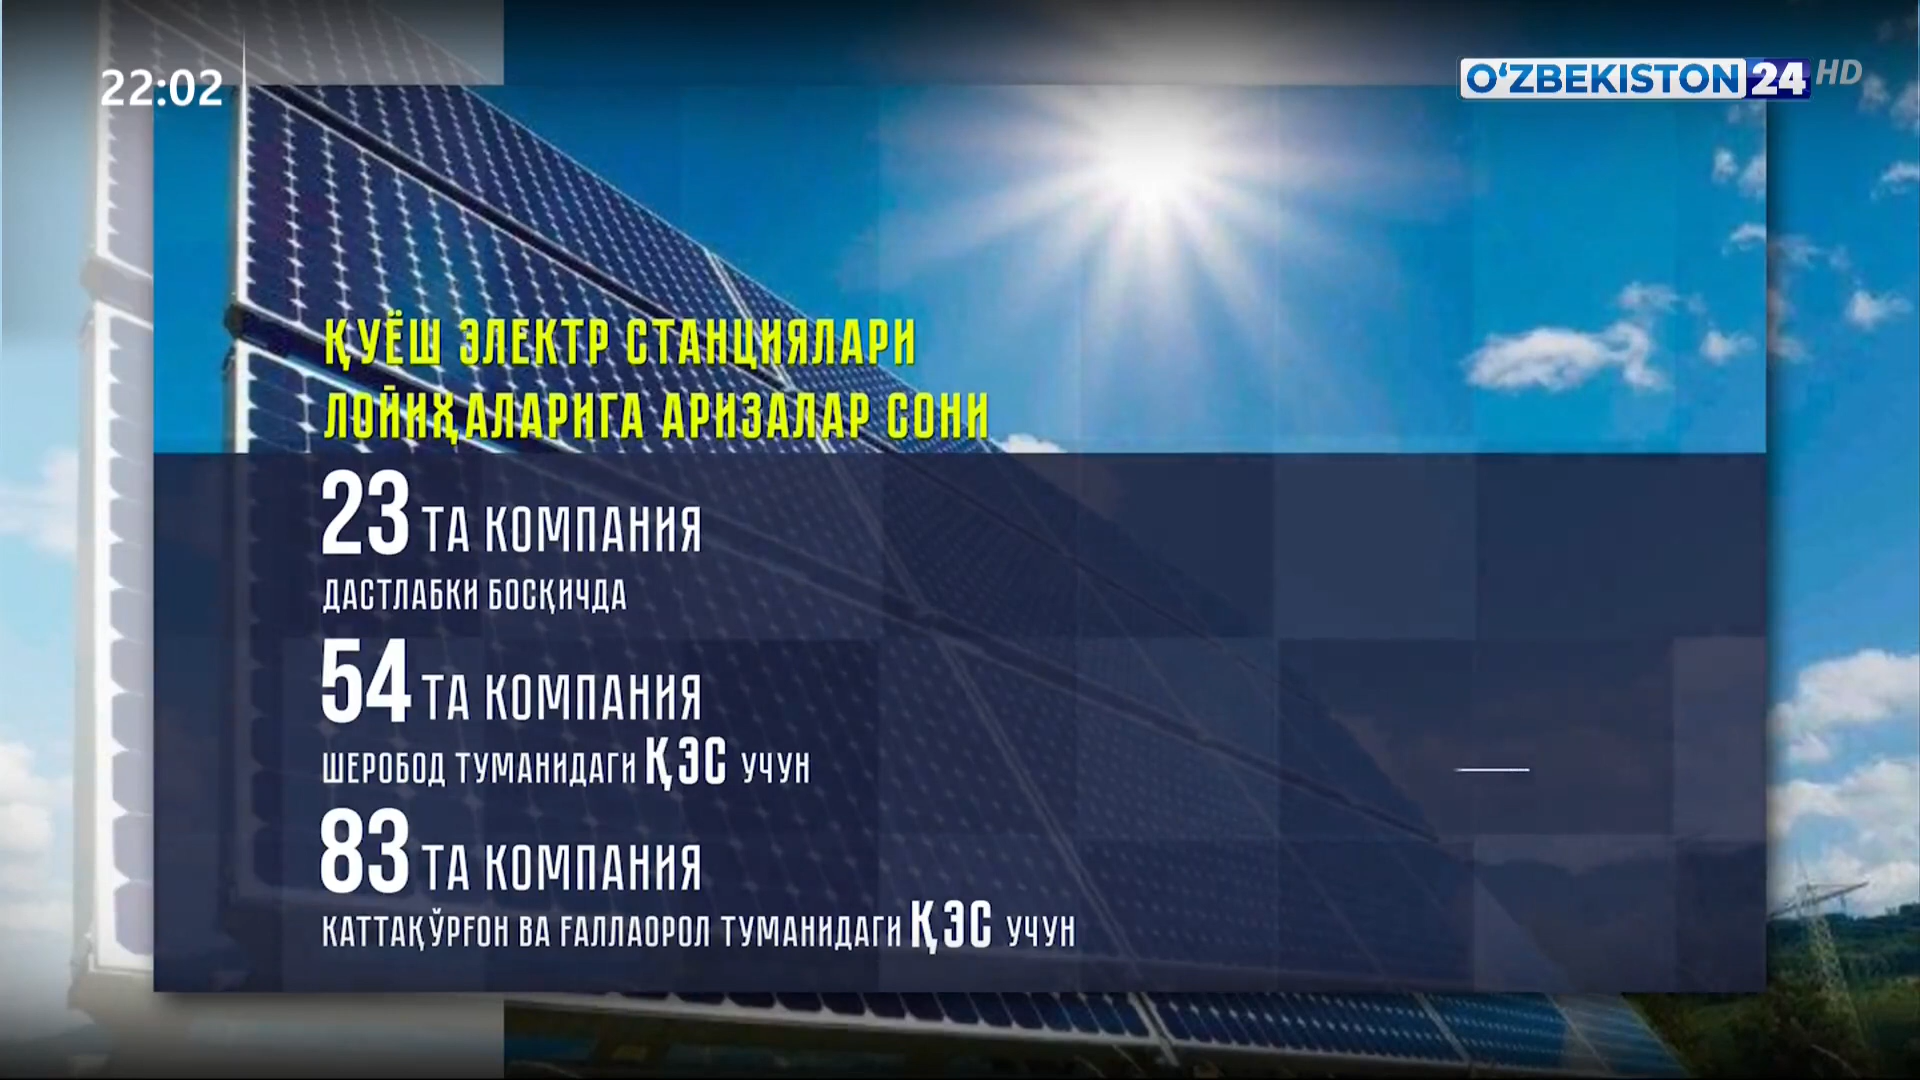 22:02
O‘ZBEKISTON 24 HD
ҚУЁШ ЭЛЕКТР СТАНЦИЯЛАРИ
ЛОЙИҲАЛАРИГА АРИЗАЛАР СОНИ
23 ТА КОМПАНИЯ
ДАСТЛАБКИ БОСҚИЧДА
54 ТА КОМПАНИЯ
ШЕРОБОД ТУМАНИДАГИ ҚЭС УЧУН
83 ТА КОМПАНИЯ
КАТТАҚЎРҒОН ВА ҒАЛЛАОРОЛ ТУМАНИДАГИ ҚЭС УЧУН